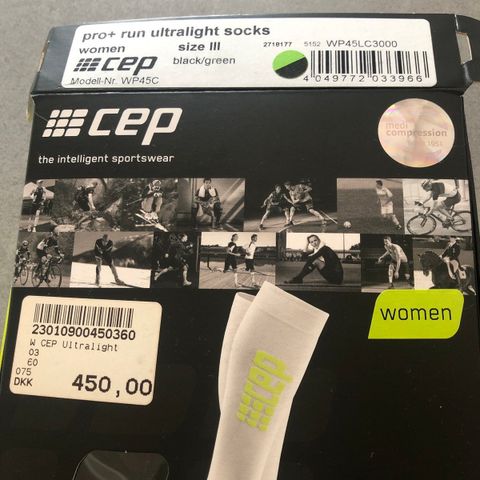 pro+ run ultralight socks
women size III 2718177 5152 WP45LC3000
cep black/green
Modell-Nr. WP45C 4 049772 033966
cep
the intelligent sportswear
medi
compression
women
23010900450360
W CEP Ultralight
03
60
075
DKK 450,00
cep